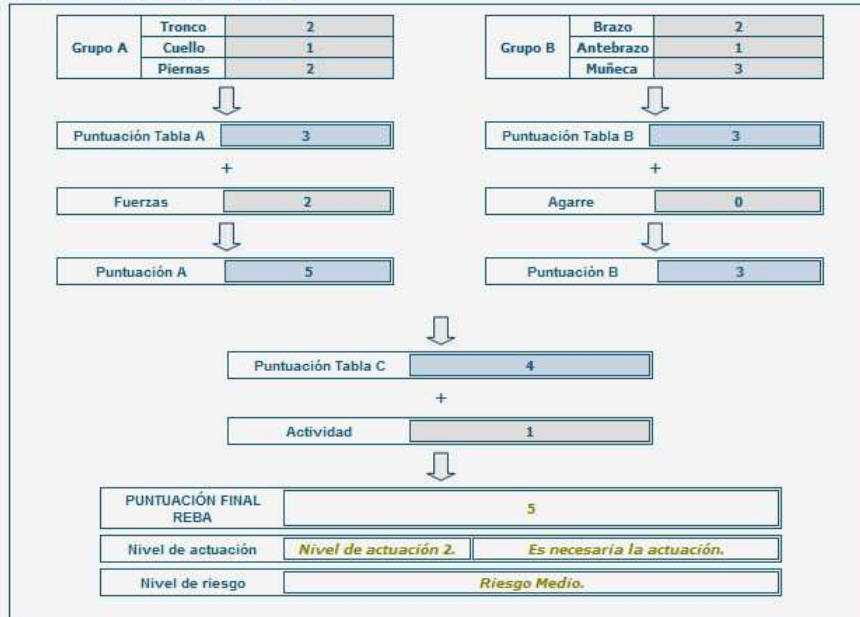 Grupo A
Tronco 2
Cuello 1
Piernas 2
Grupo B
Brazo 2
Antebrazo 1
Muñeca 3
Puntuación Tabla A 3
+
Fuerzas 2
Puntuación A 5
Puntuación Tabla B 3
+
Agarre 0
Puntuación B 3
Puntuación Tabla C 4
+
Actividad 1
PUNTUACIÓN FINAL
REBA
5
Nivel de actuación Nivel de actuación 2. Es necesaria la actuación.
Nivel de riesgo Riesgo Medio.